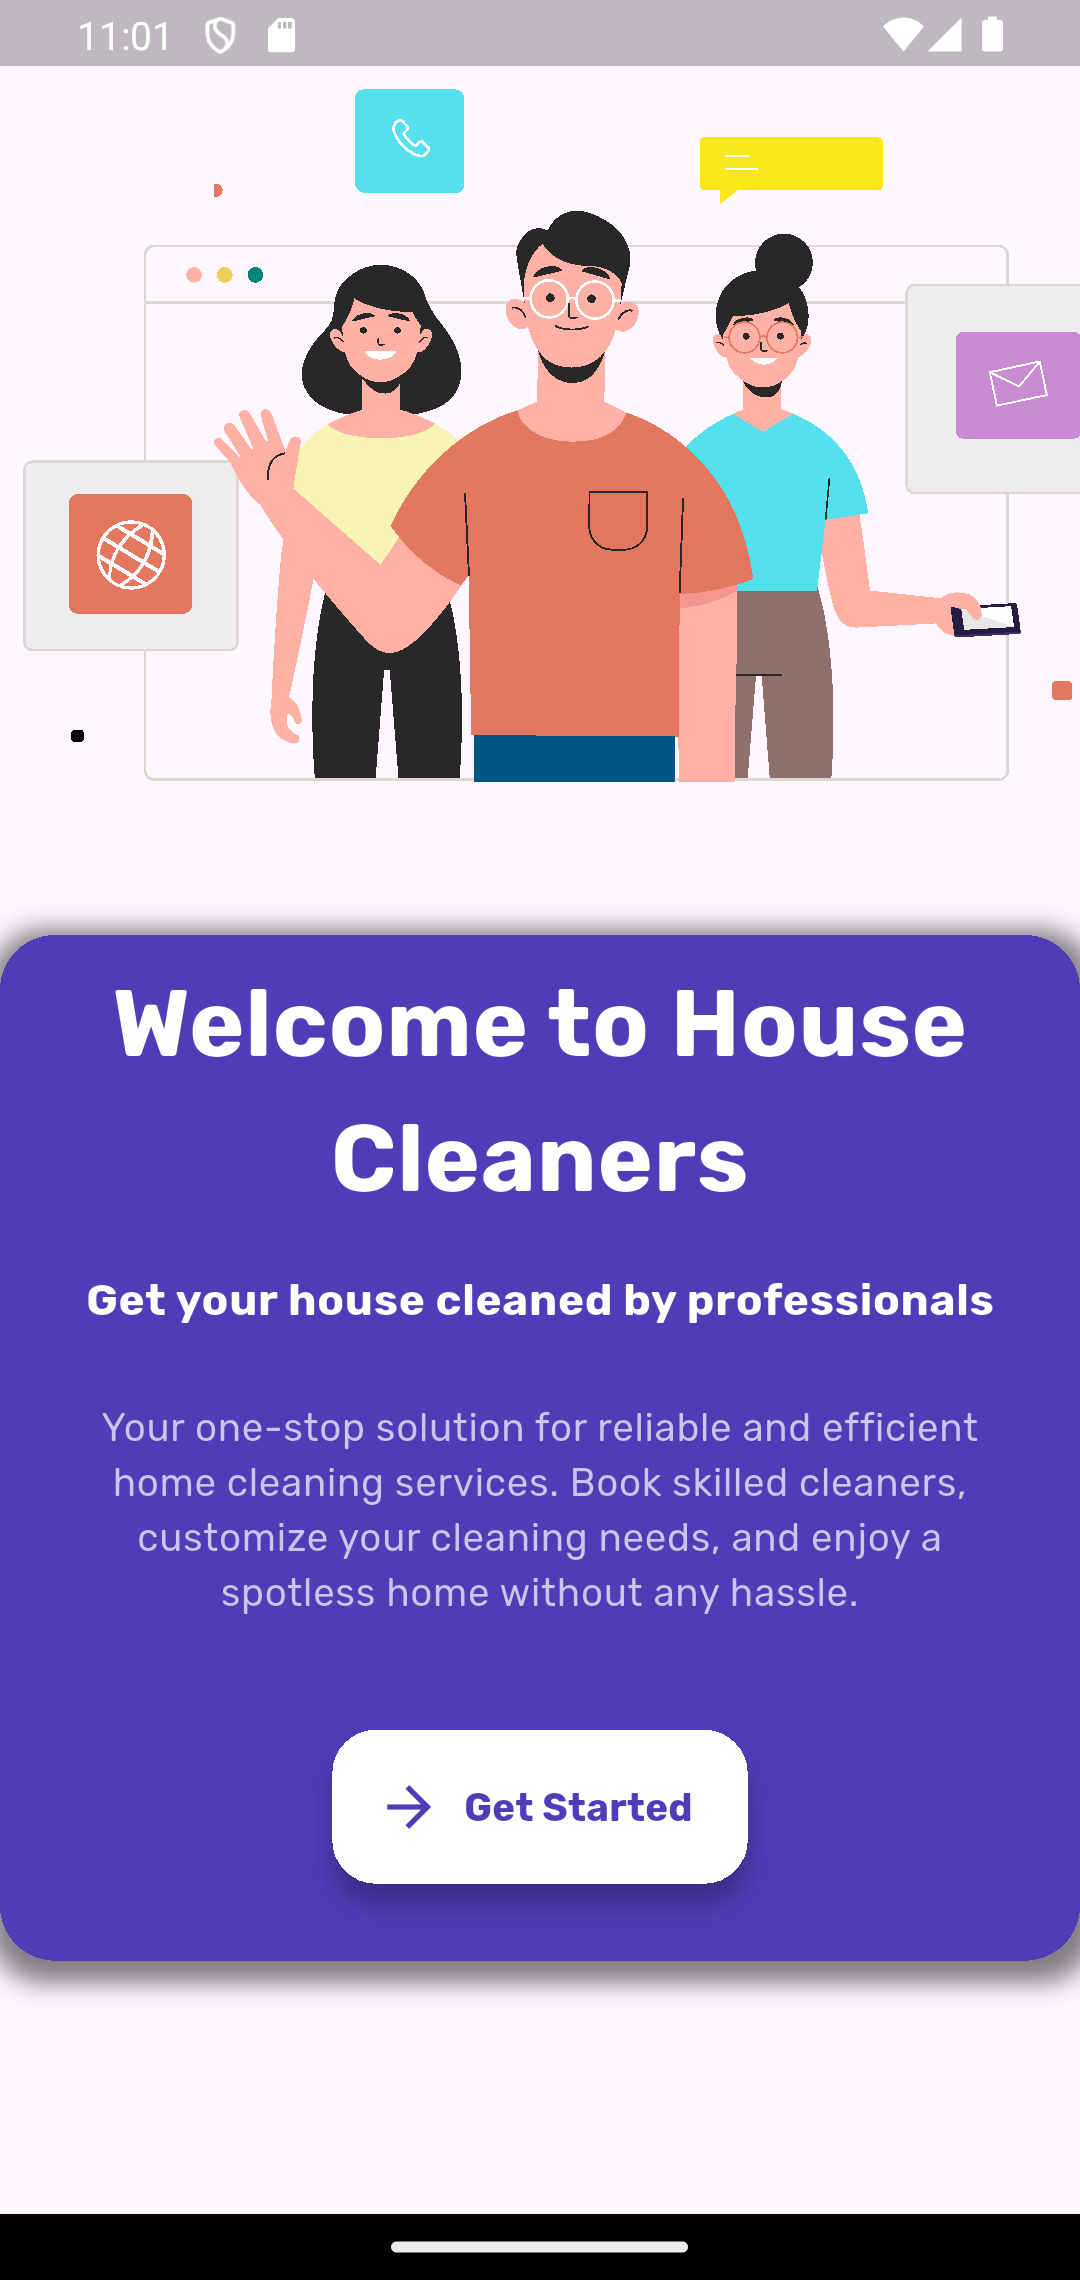 11:01
Welcome to House
Cleaners
Get your house cleaned by professionals
Your one-stop solution for reliable and efficient
home cleaning services. Book skilled cleaners,
customize your cleaning needs, and enjoy a
spotless home without any hassle.
Get Started